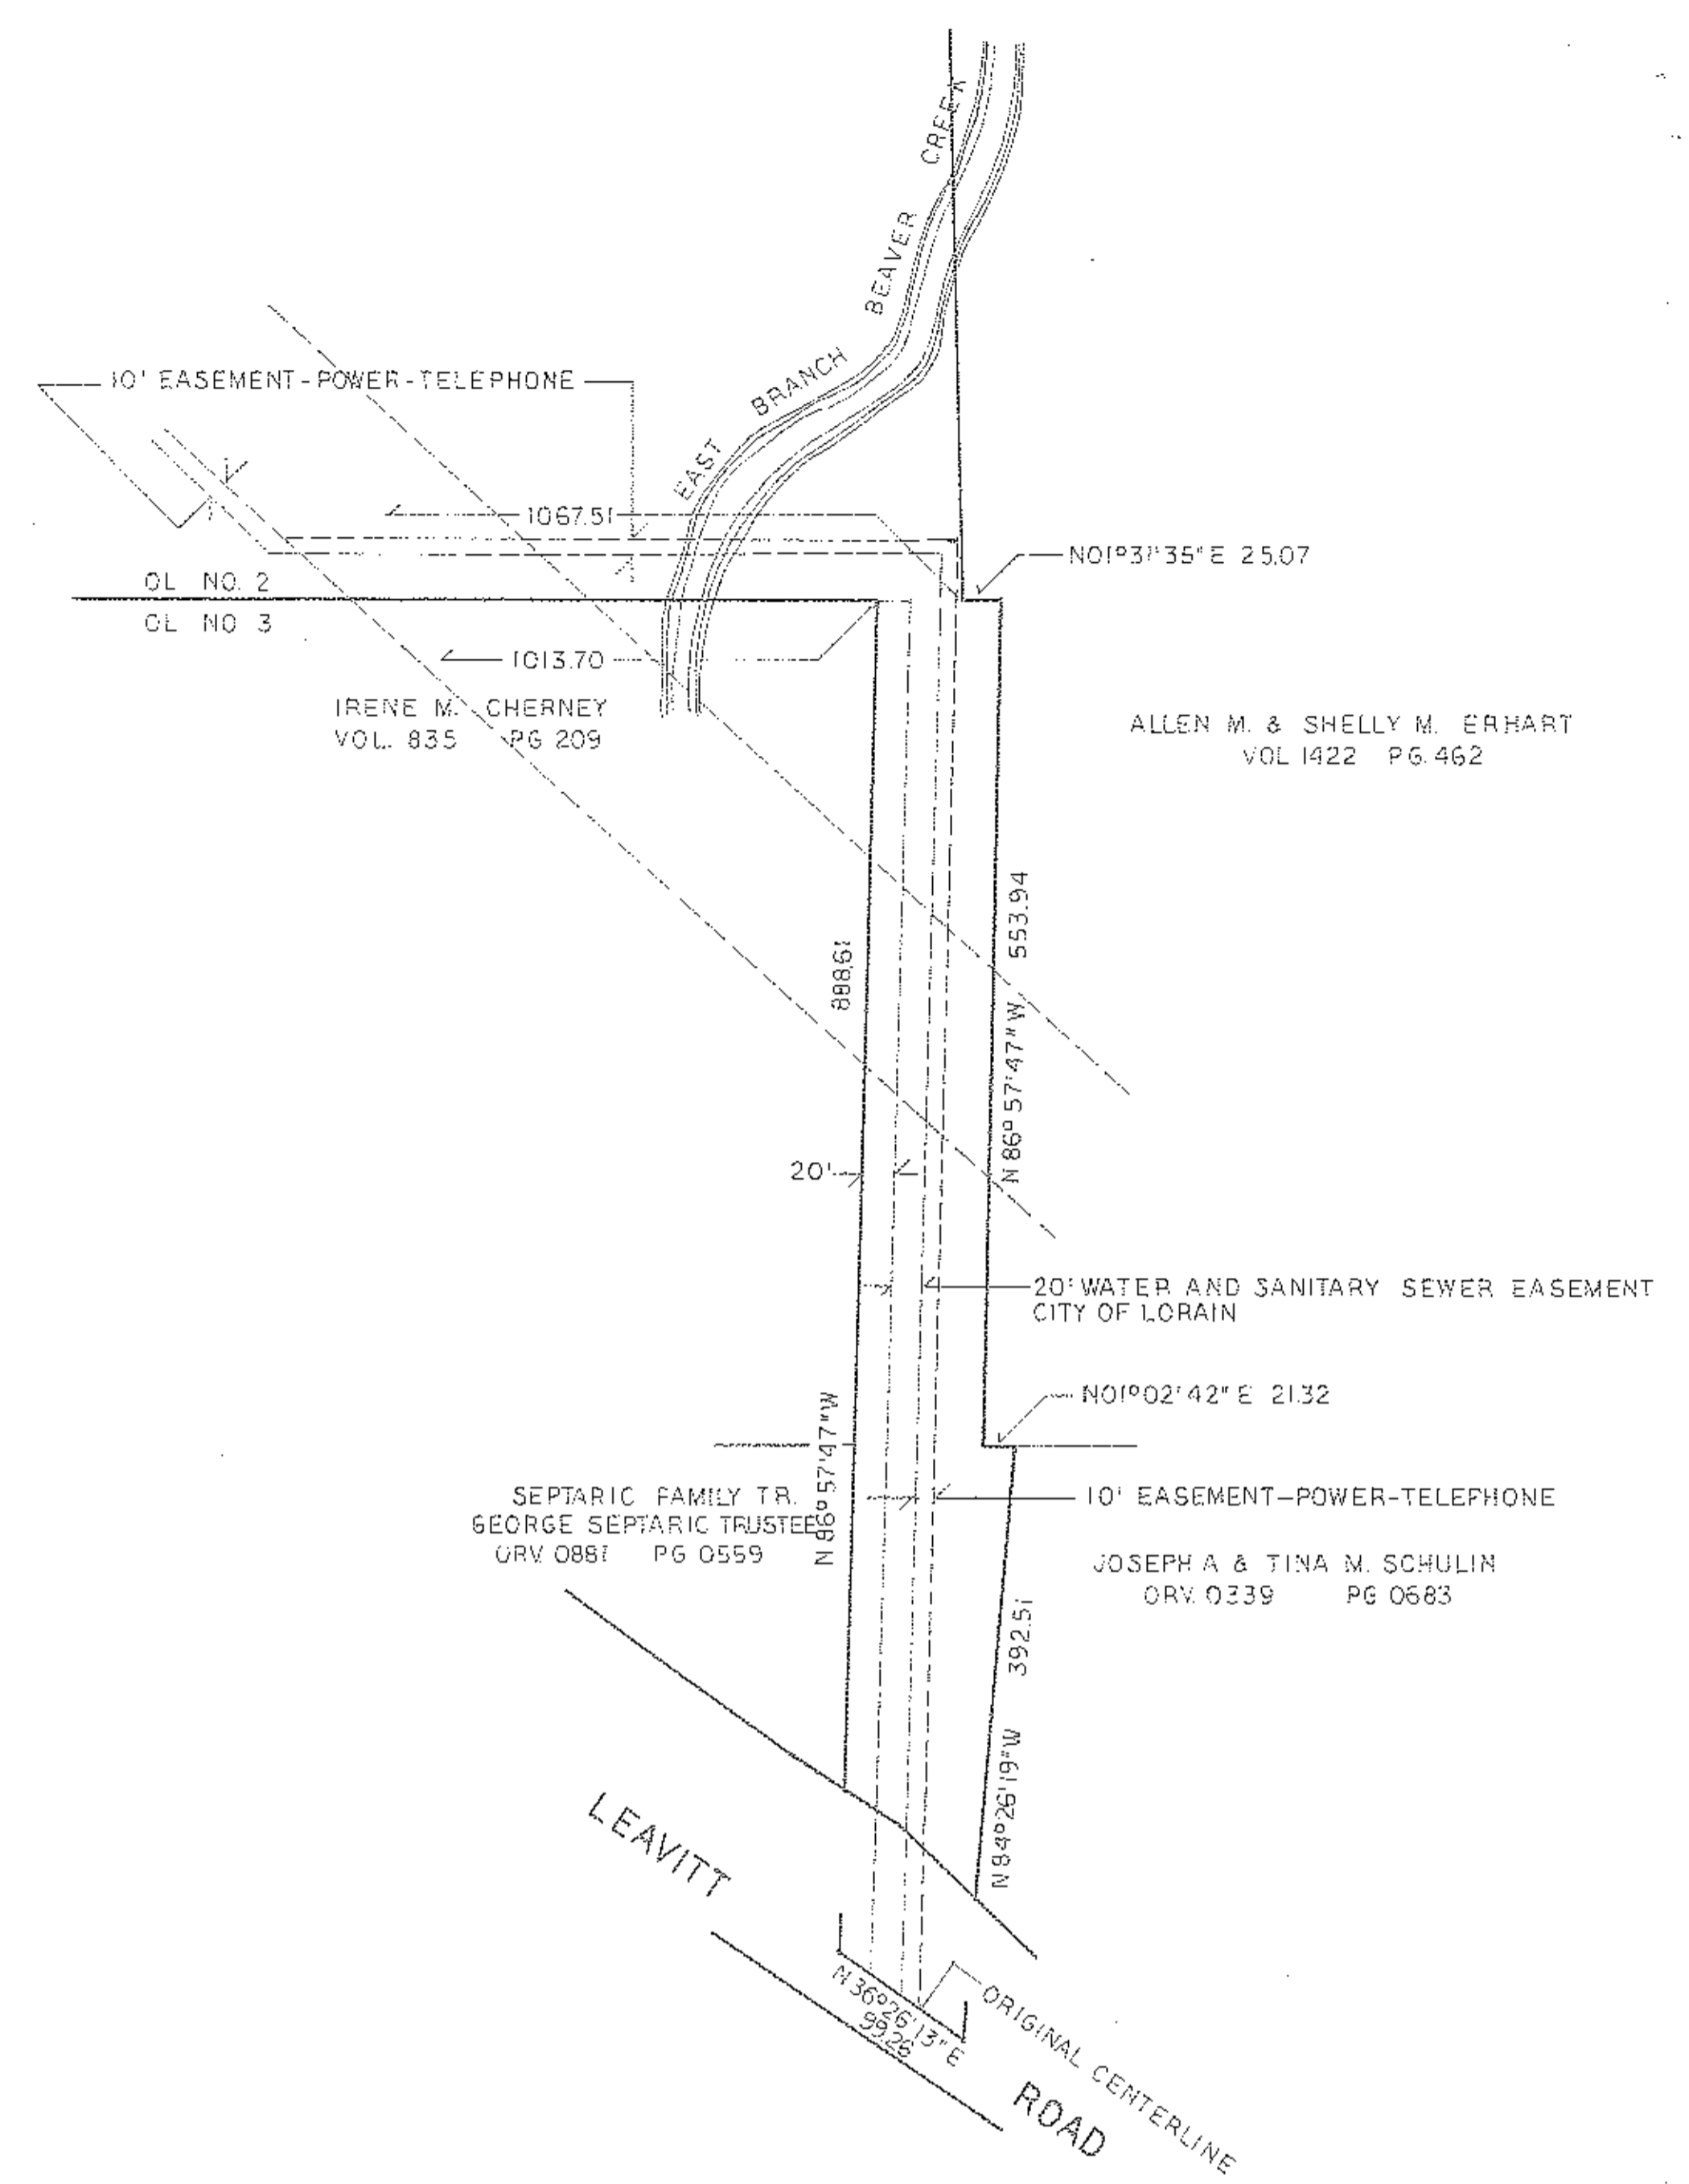 EAST BRANCH BEAVER CREEK
10' EASEMENT-POWER-TELEPHONE
1067.51
N01°31'35"E 25.07
OL NO. 2
OL NO 3
1013.70
IRENE M. CHERNEY
VOL. 835 PG 209
ALLEN M. & SHELLY M. ERHART
VOL 1422 PG. 462
888.61
N 86° 57' 47" W 553.94
20'
20' WATER AND SANITARY SEWER EASEMENT
CITY OF LORAIN
N01°02'42" E 21.32
N 86° 57' 47" W
SEPTARIC FAMILY TR.
GEORGE SEPTARIC TRUSTEE
ORV. 0881 PG 0559
10' EASEMENT-POWER-TELEPHONE
JOSEPH A & TINA M. SCHULIN
ORV. 0339 PG 0683
N 84° 26' 19" W 392.51
LEAVITT ROAD
N 36° 26' 13" E
99.26
ORIGINAL CENTERLINE